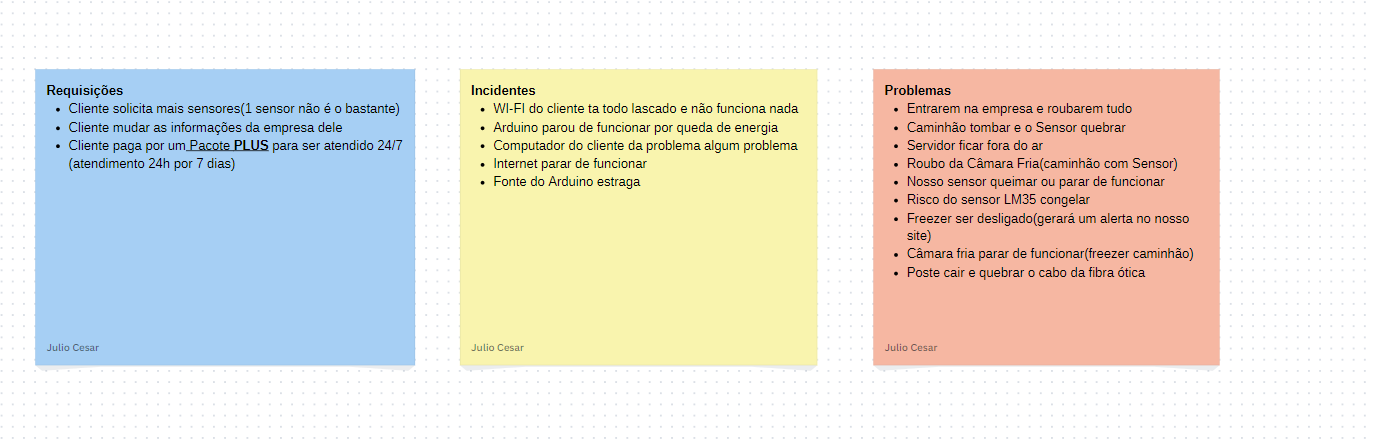 Requisições
• Cliente solicita mais sensores(1 sensor não é o bastante)
• Cliente mudar as informações da empresa dele
• Cliente paga por um Pacote PLUS para ser atendido 24/7
(atendimento 24h por 7 dias)
Julio Cesar
Incidentes
• WI-FI do cliente ta todo lascado e não funciona nada
• Arduino parou de funcionar por queda de energia
• Computador do cliente da problema algum problema
• Internet parar de funcionar
• Fonte do Arduino estraga
Julio Cesar
Problemas
• Entrarem na empresa e roubarem tudo
• Caminhão tombar e o Sensor quebrar
• Servidor ficar fora do ar
• Roubo da Câmara Fria(caminhão com Sensor)
• Nosso sensor queimar ou parar de funcionar
• Risco do sensor LM35 congelar
• Freezer ser desligado(gerará um alerta no nosso
site)
• Câmara fria parar de funcionar(freezer caminhão)
• Poste cair e quebrar o cabo da fibra ótica
Julio Cesar